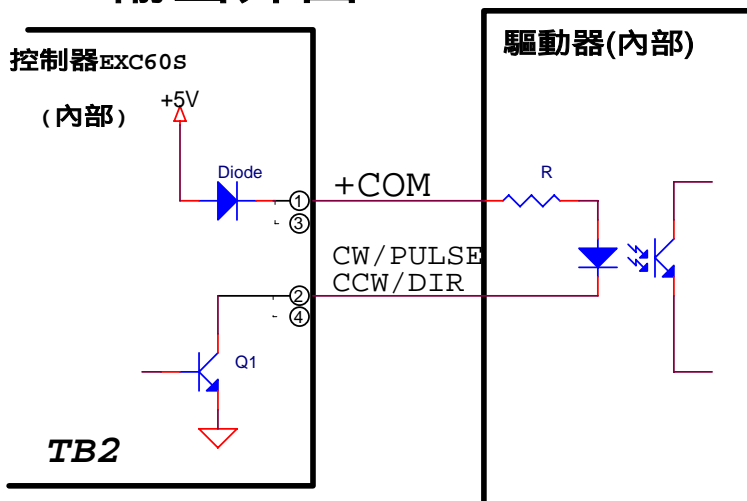 控制器EXC60S
(內部)
+5V
Diode
①
③
+COM
CW/PULSE
CCW/DIR
②
④
Q1
TB2
驅動器(內部)
R